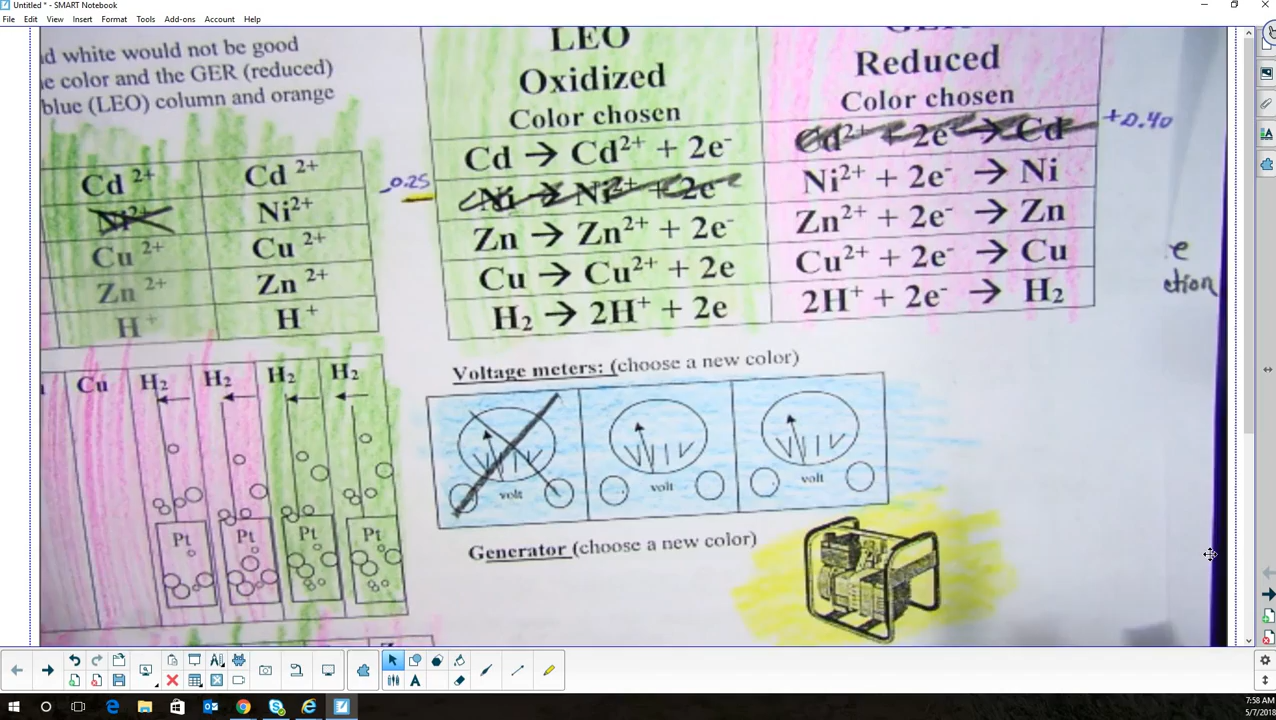 Untitled * - SMART Notebook
File Edit View Insert Format Tools Add-ons Account Help
d white would not be good
e color and the GER (reduced)
blue (LEO) column and orange
LEO
Oxidized
Color chosen
Cd → Cd²⁺ + 2e⁻
Ni → Ni²⁺ + 2e⁻
Zn → Zn²⁺ + 2e⁻
Cu → Cu²⁺ + 2e
H₂ → 2H⁺ + 2e
GER
Reduced
Color chosen
Cd²⁺ + 2e⁻ → Cd
Ni²⁺ + 2e⁻ → Ni
Zn²⁺ + 2e⁻ → Zn
Cu²⁺ + 2e⁻ → Cu
2H⁺ + 2e⁻ → H₂
+0.40
-0.25
e
ction
Cd ²⁺ Cd ²⁺
Ni²⁺ Ni²⁺
Cu ²⁺ Cu ²⁺
Zn ²⁺ Zn ²⁺
H ⁺ H ⁺
Cu H₂ H₂ H₂ H₂
Pt Pt Pt Pt
Voltage meters: (choose a new color)
volt volt volt
Generator (choose a new color)
A
7:58 AM
5/7/2018